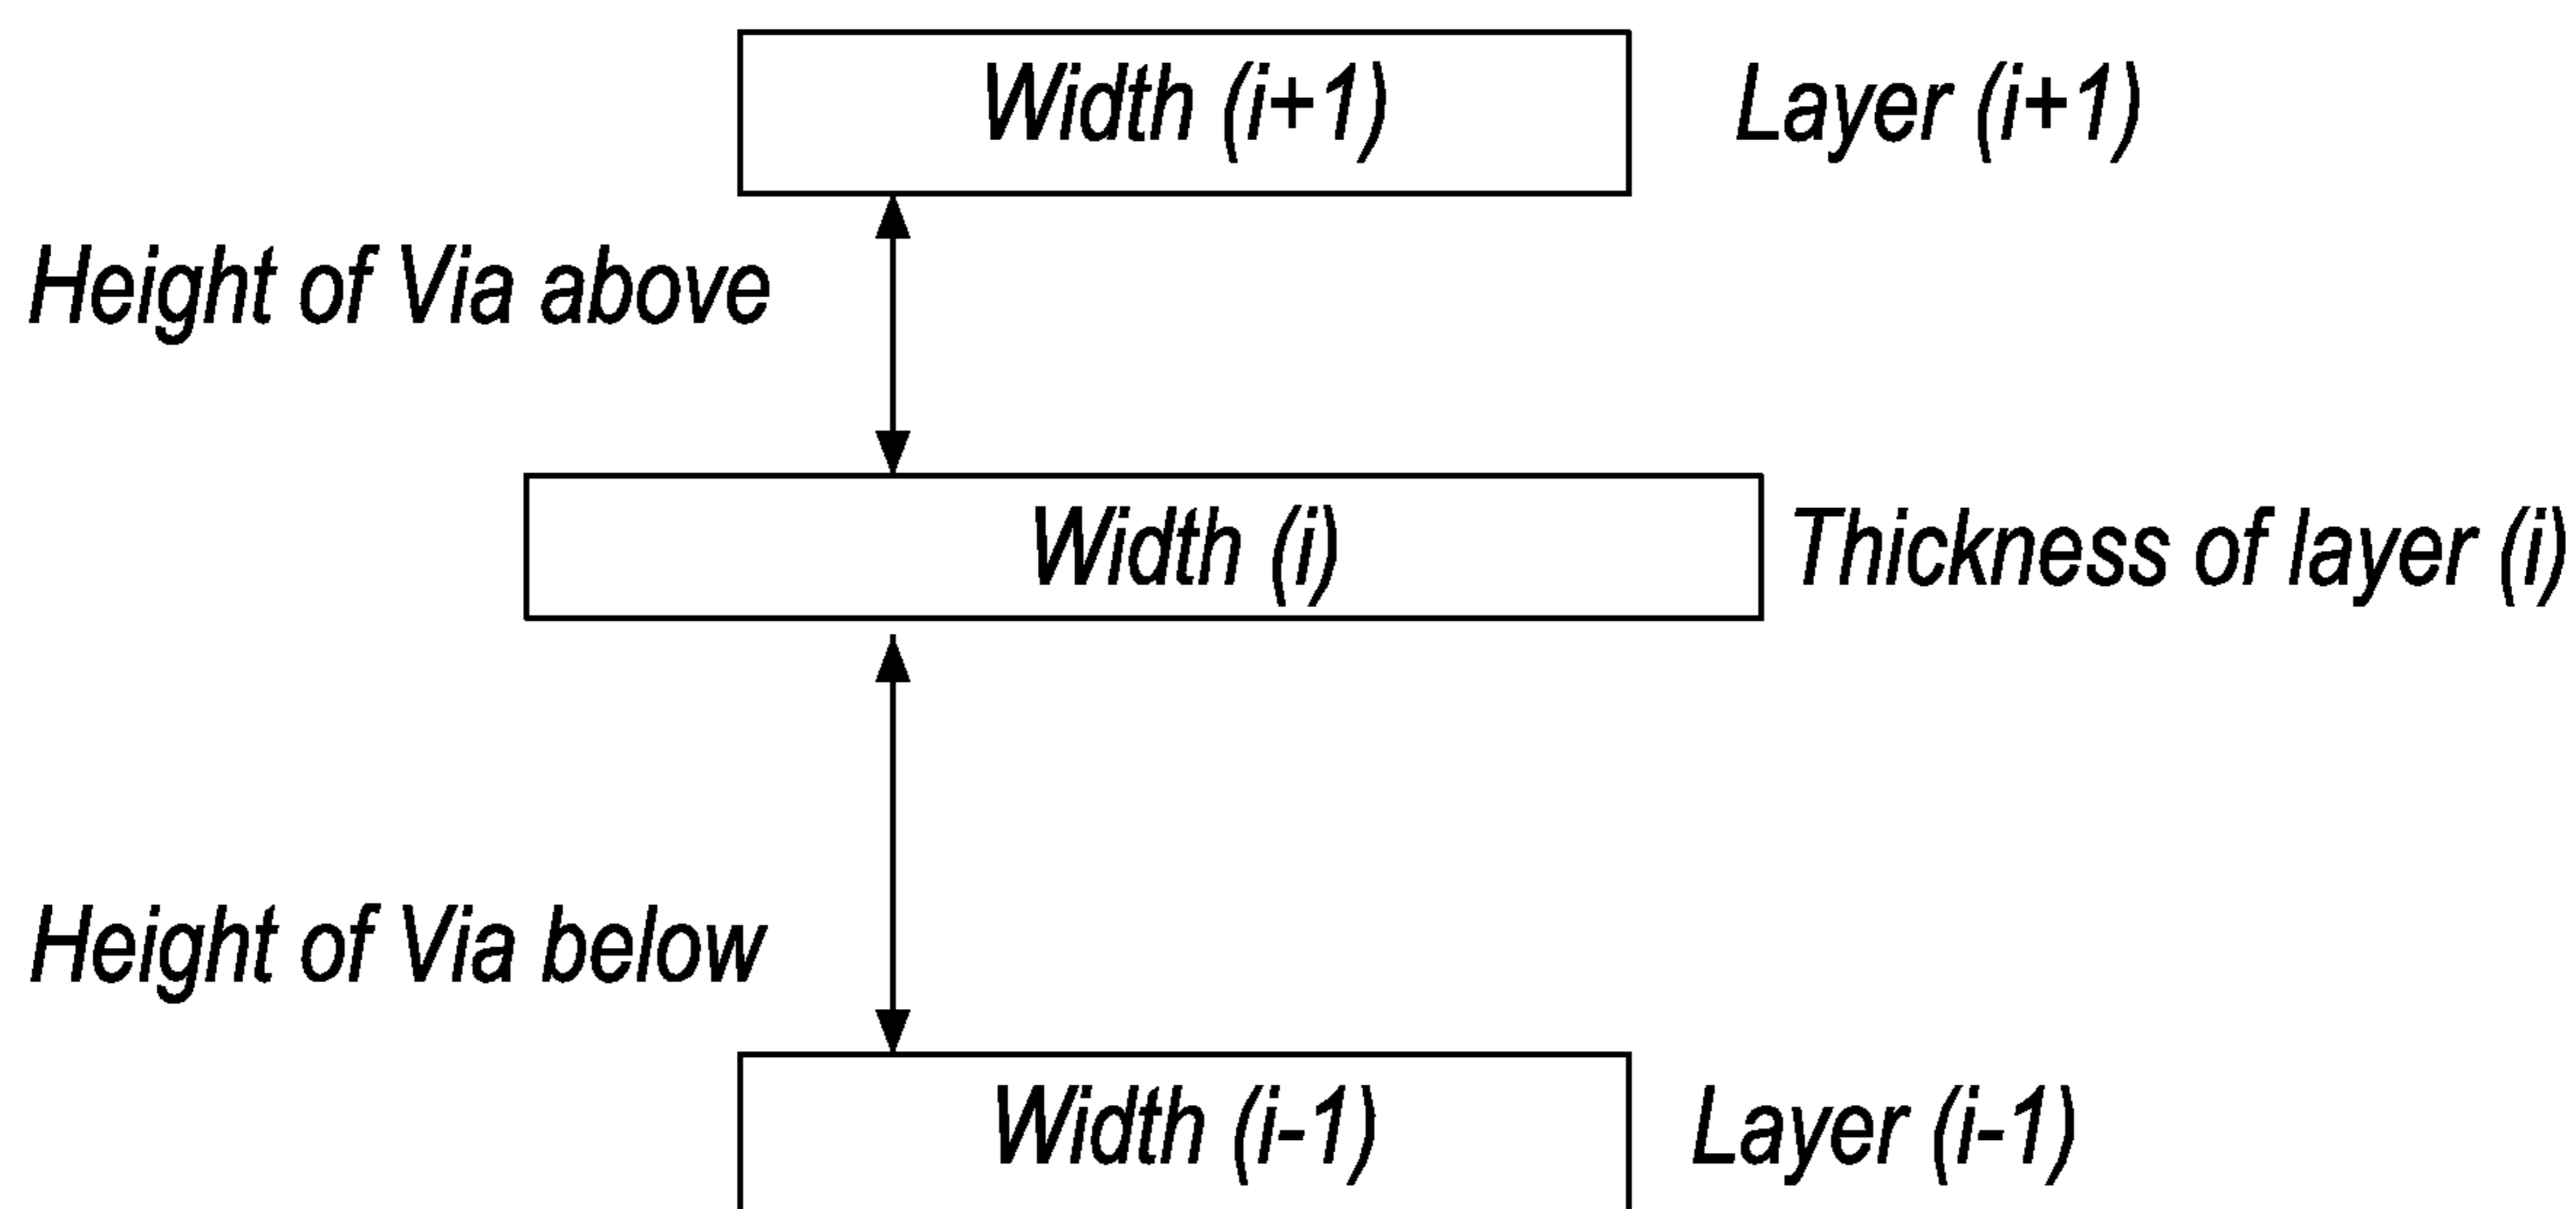 Width (i+1)
Layer (i+1)
Height of Via above
Width (i)
Thickness of layer (i)
Height of Via below
Width (i-1)
Layer (i-1)